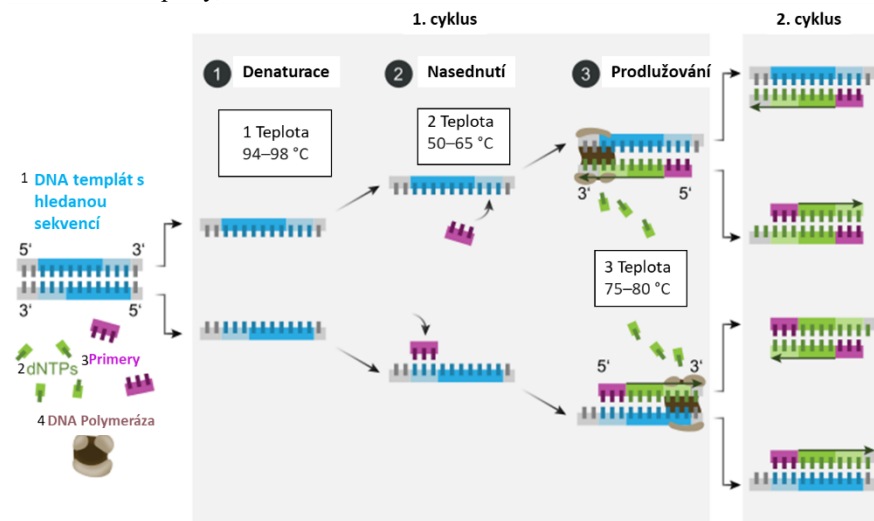 1. cyklus
2. cyklus
1 Denaturace
2 Nasednutí
3 Prodlužování
1 Teplota
94–98 °C
2 Teplota
50–65 °C
1 DNA templát s
hledanou
sekvencí
5‘ 3‘
3‘ 5‘
3‘ 5‘
3 Teplota
75–80 °C
3Primery
2 dNTPs
4 DNA Polymeráza
5‘ 3‘